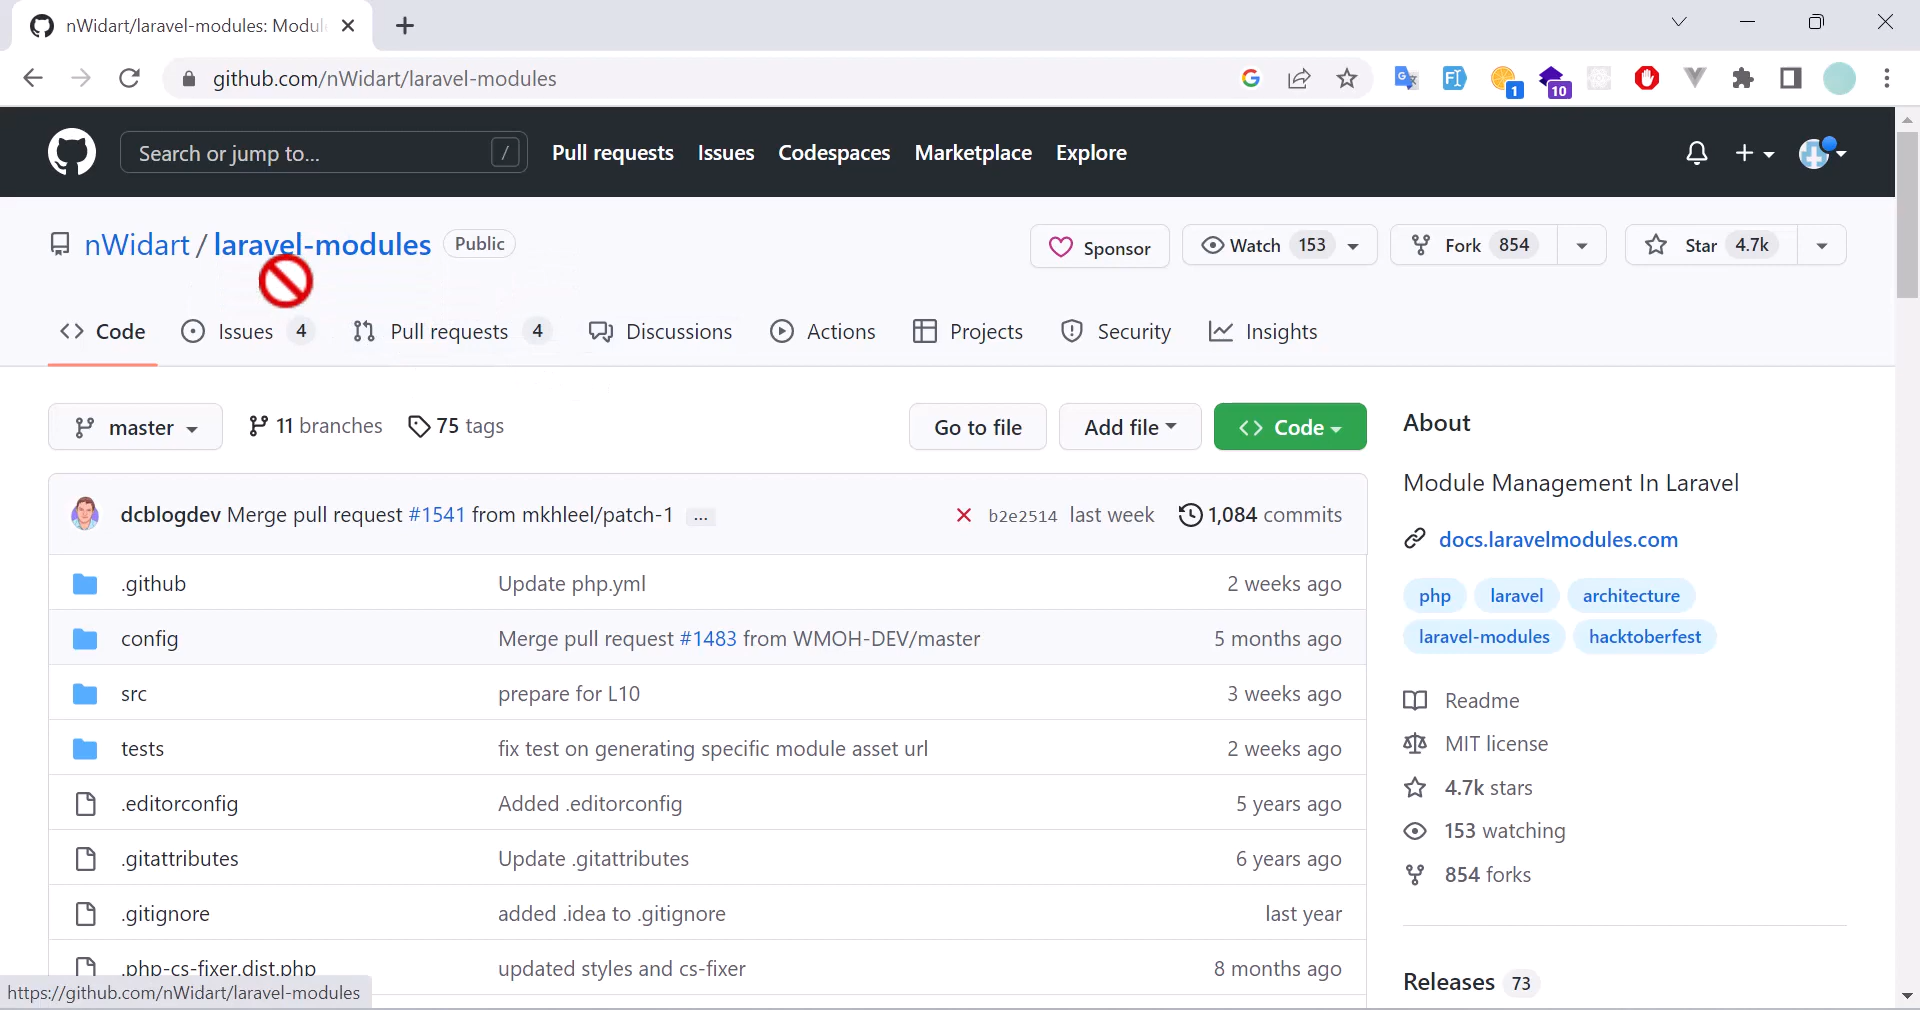 nWidart/laravel-modules: Modul
github.com/nWidart/laravel-modules
1
10
Search or jump to... /
Pull requests Issues Codespaces Marketplace Explore
nWidart / laravel-modules Public
Sponsor Watch 153 Fork 854 Star 4.7k
Code Issues 4 Pull requests 4 Discussions Actions Projects Security Insights
master 11 branches 75 tags Go to file Add file Code
dcblogdev Merge pull request #1541 from mkhleel/patch-1 ... b2e2514 last week 1,084 commits
.github Update php.yml 2 weeks ago
config Merge pull request #1483 from WMOH-DEV/master 5 months ago
src prepare for L10 3 weeks ago
tests fix test on generating specific module asset url 2 weeks ago
.editorconfig Added .editorconfig 5 years ago
.gitattributes Update .gitattributes 6 years ago
.gitignore added .idea to .gitignore last year
.php-cs-fixer.dist.php updated styles and cs-fixer 8 months ago
About
Module Management In Laravel
docs.laravelmodules.com
php laravel architecture
laravel-modules hacktoberfest
Readme
MIT license
4.7k stars
153 watching
854 forks
Releases 73
https://github.com/nWidart/laravel-modules